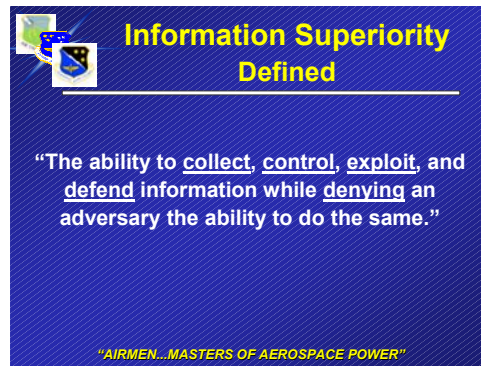 Information Superiority
Defined
“The ability to collect, control, exploit, and
defend information while denying an
adversary the ability to do the same.”
“AIRMEN...MASTERS OF AEROSPACE POWER”